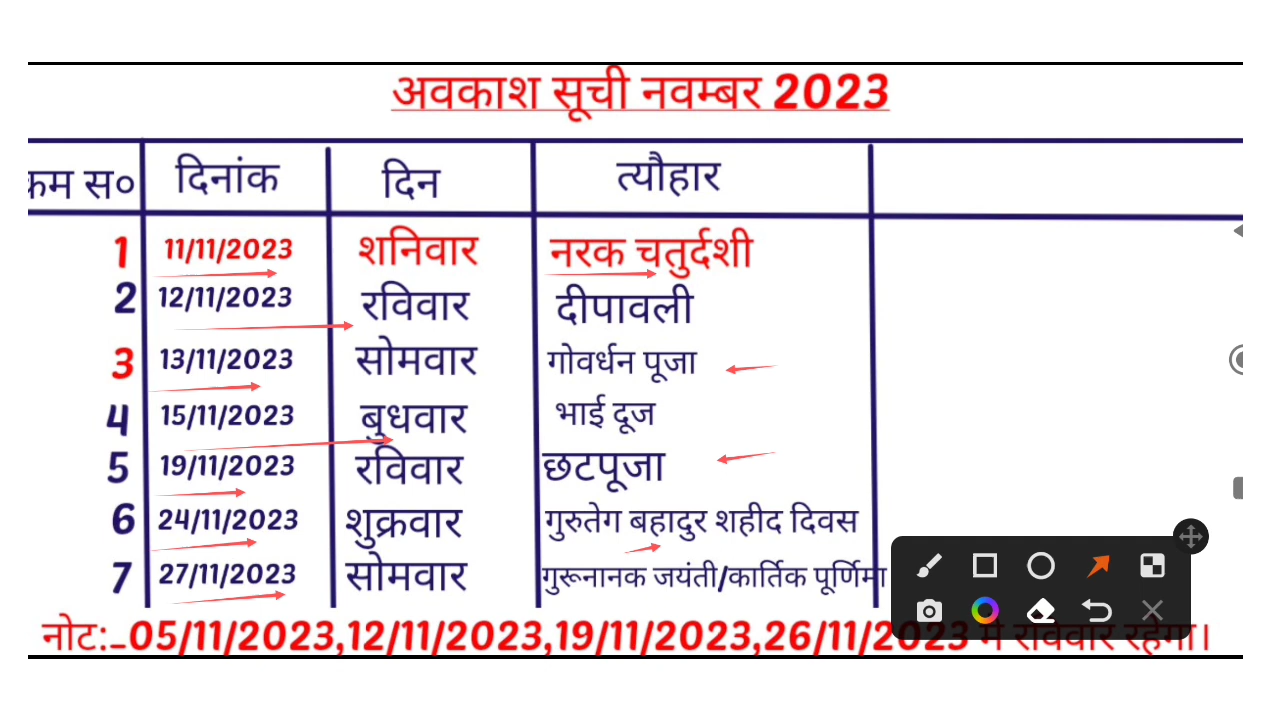 अवकाश सूची नवम्बर 2023
कम स० दिनांक दिन त्यौहार
1 11/11/2023 शनिवार नरक चतुर्दशी
2 12/11/2023 रविवार दीपावली
3 13/11/2023 सोमवार गोवर्धन पूजा
4 15/11/2023 बुधवार भाई दूज
5 19/11/2023 रविवार छटपूजा
6 24/11/2023 शुक्रवार गुरुतेग बहादुर शहीद दिवस
7 27/11/2023 सोमवार गुरूनानक जयंती/कार्तिक पूर्णिमा
नोट:-05/11/2023,12/11/2023,19/11/2023,26/11/2023 में रविवार रहेगा।